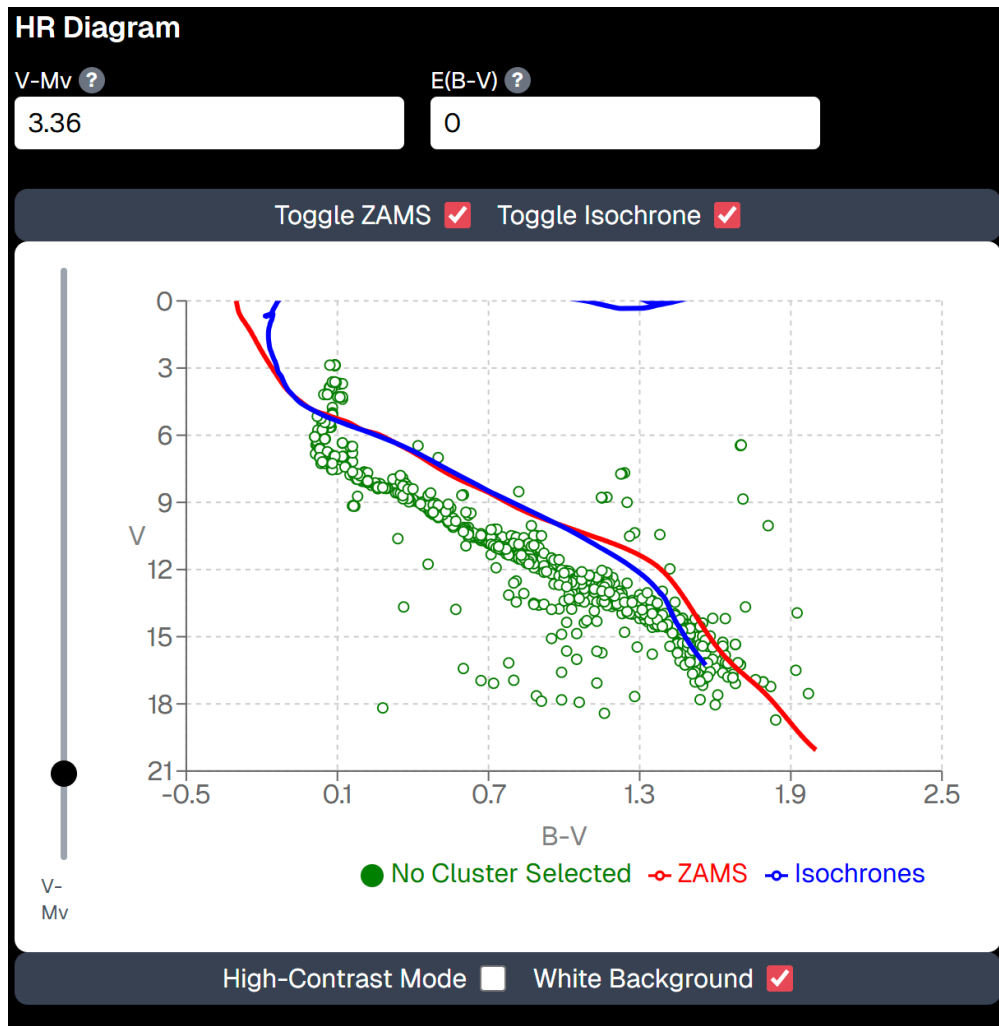 HR Diagram
V-Mv ? E(B-V) ?
3.36 0
Toggle ZAMS Toggle Isochrone
0
3
6
9
V
12
15
18
21
-0.5 0.1 0.7 1.3 1.9 2.5
B-V
No Cluster Selected ZAMS Isochrones
V-
Mv
High-Contrast Mode White Background